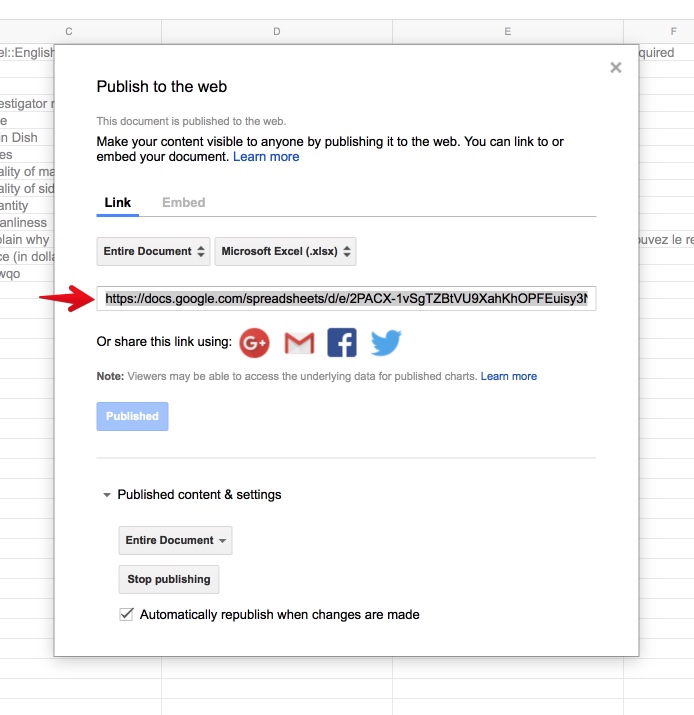 C D E F
el::English
quired
Publish to the web
This document is published to the web.
Make your content visible to anyone by publishing it to the web. You can link to or
embed your document. Learn more
estigator
e
in Dish
es
ality of ma
ality of sid
antity
eanliness
plain why
ce (in dolla
wqo
ouvez le re
Link Embed
Entire Document Microsoft Excel (.xlsx)
https://docs.google.com/spreadsheets/d/e/2PACX-1vSgTZBtVU9XahKhOPFEuisy3
Or share this link using: G+ M f
Note: Viewers may be able to access the underlying data for published charts. Learn more
Published
Published content & settings
Entire Document
Stop publishing
Automatically republish when changes are made